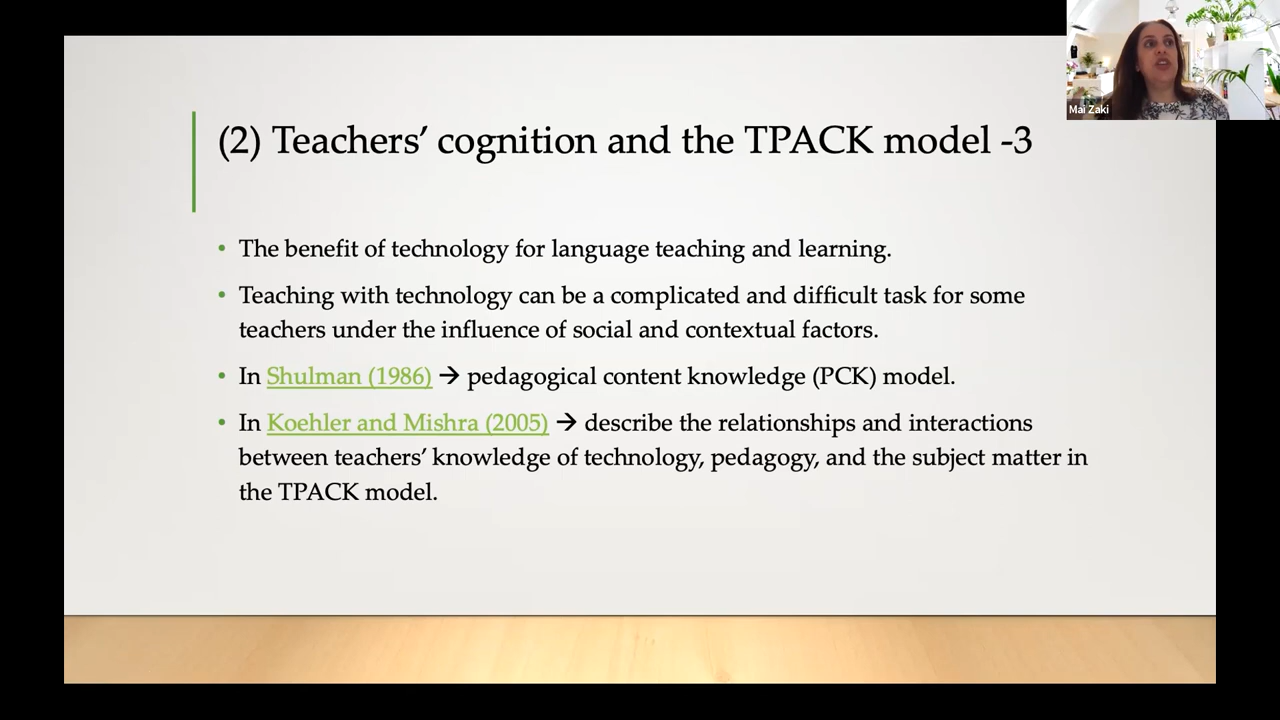 Mai Zaki
(2) Teachers’ cognition and the TPACK model -3
• The benefit of technology for language teaching and learning.
• Teaching with technology can be a complicated and difficult task for some
teachers under the influence of social and contextual factors.
• In Shulman (1986) → pedagogical content knowledge (PCK) model.
• In Koehler and Mishra (2005) → describe the relationships and interactions
between teachers’ knowledge of technology, pedagogy, and the subject matter in
the TPACK model.